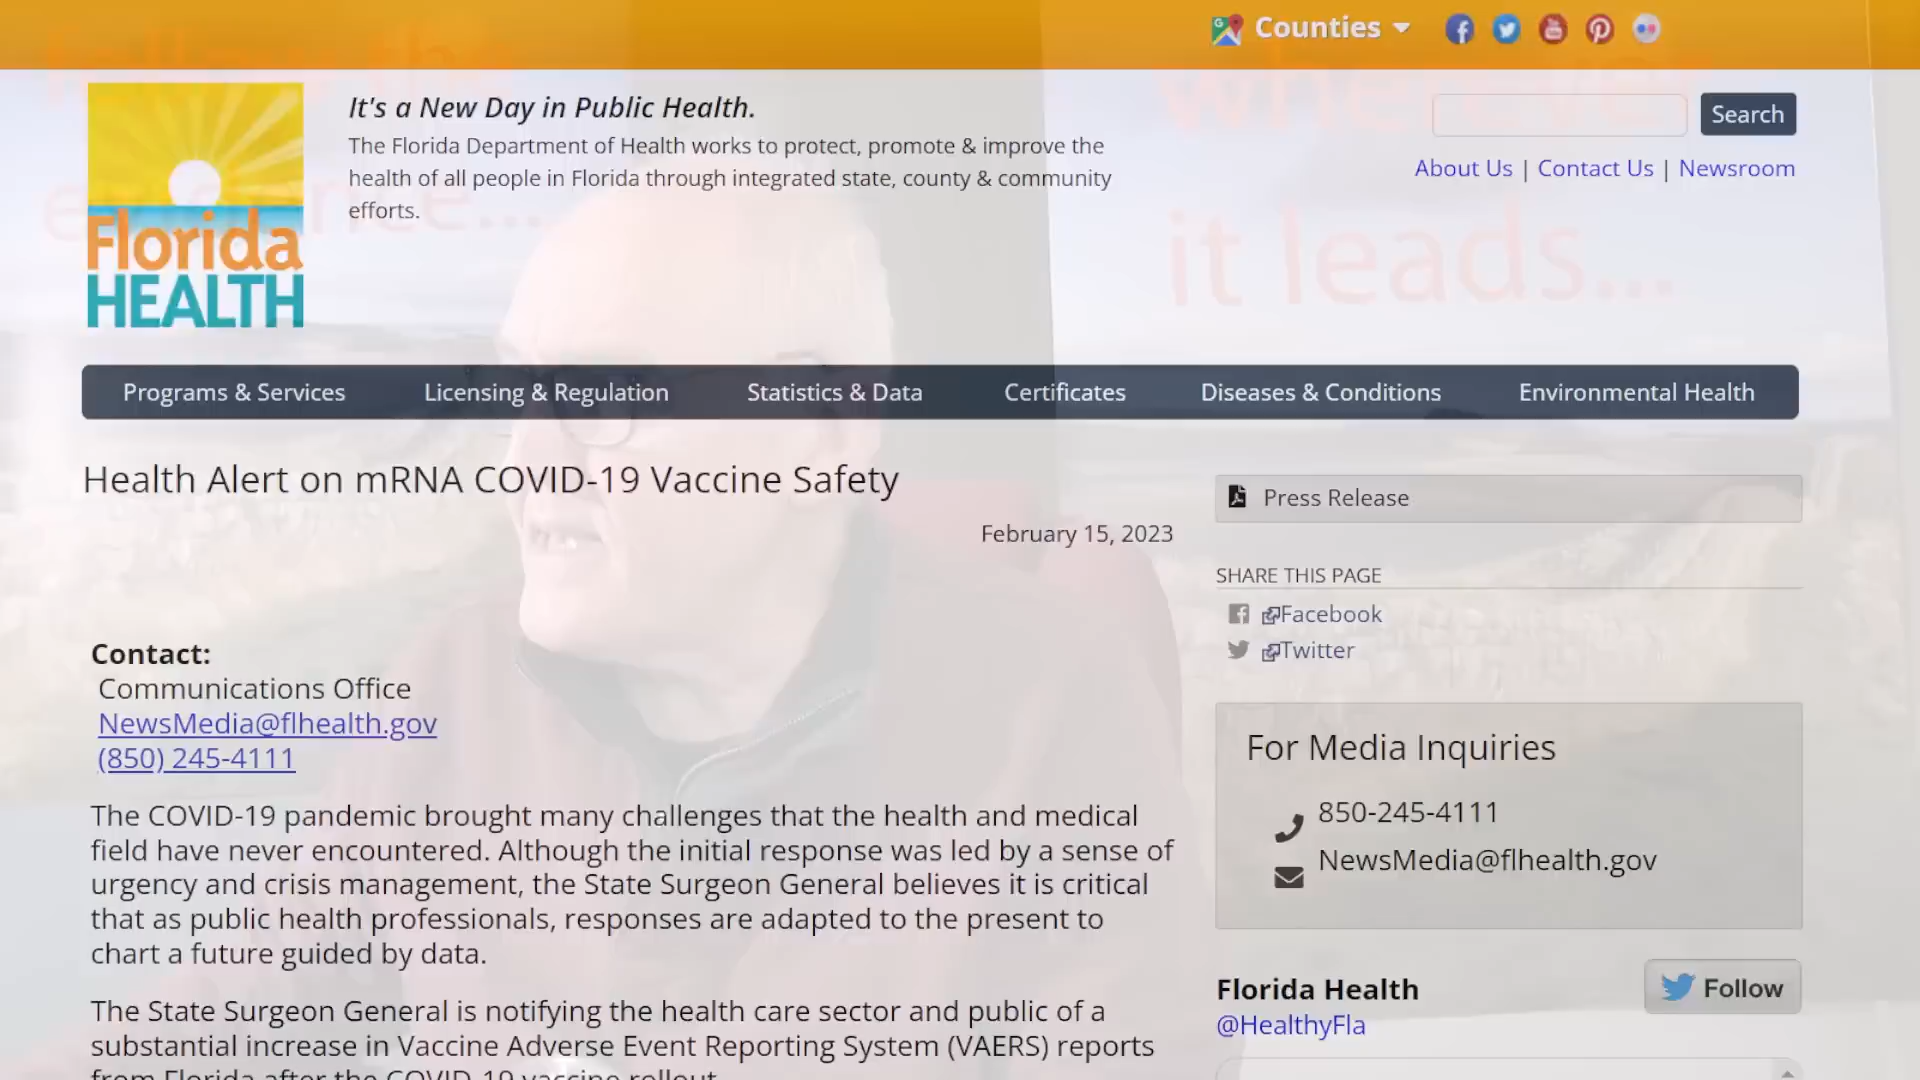 Counties
It's a New Day in Public Health.
The Florida Department of Health works to protect, promote & improve the
health of all people in Florida through integrated state, county & community
efforts.
Florida
HEALTH
Search
About Us | Contact Us | Newsroom
it leads...
Programs & Services Licensing & Regulation Statistics & Data Certificates Diseases & Conditions Environmental Health
Health Alert on mRNA COVID-19 Vaccine Safety
February 15, 2023
Contact:
Communications Office
NewsMedia@flhealth.gov
(850) 245-4111
The COVID-19 pandemic brought many challenges that the health and medical
field have never encountered. Although the initial response was led by a sense of
urgency and crisis management, the State Surgeon General believes it is critical
that as public health professionals, responses are adapted to the present to
chart a future guided by data.
The State Surgeon General is notifying the health care sector and public of a
substantial increase in Vaccine Adverse Event Reporting System (VAERS) reports
from Florida after the COVID-19 vaccine rollout.
Press Release
SHARE THIS PAGE
Facebook
Twitter
For Media Inquiries
850-245-4111
NewsMedia@flhealth.gov
Florida Health
@HealthyFla
Follow